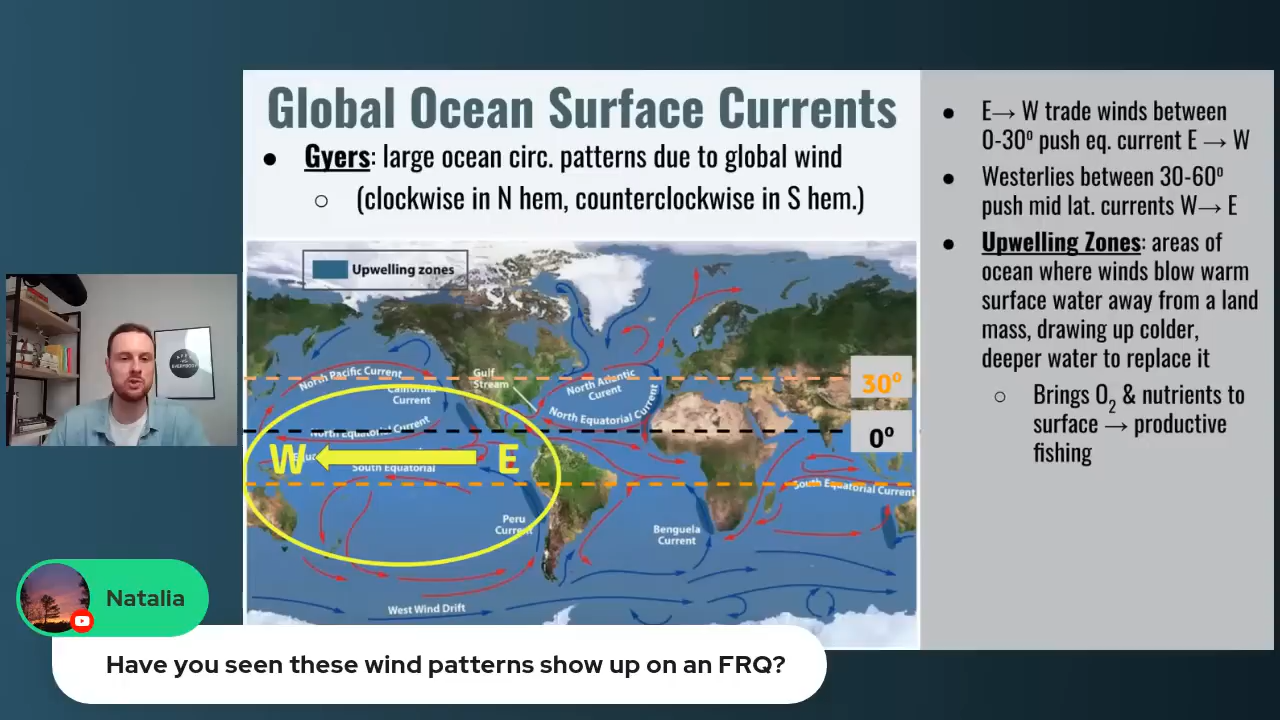 Global Ocean Surface Currents
● Gyers: large ocean circ. patterns due to global wind
○ (clockwise in N hem, counterclockwise in S hem.)
● E→ W trade winds between
0-30º push eq. current E → W
● Westerlies between 30-60º
push mid lat. currents W→ E
● Upwelling Zones: areas of
ocean where winds blow warm
surface water away from a land
mass, drawing up colder,
deeper water to replace it
○ Brings O2 & nutrients to
surface → productive
fishing
Upwelling zones
North Pacific Current
California
Current
Gulf
Stream
North Atlantic
Curent
North Equatorial Current
North Equatorial Current
30º
0º
W
E
South Equatorial
South Equatorial Current
Peru
Current
Benguela
Current
West Wind Drift
Natalia
Have you seen these wind patterns show up on an FRQ?